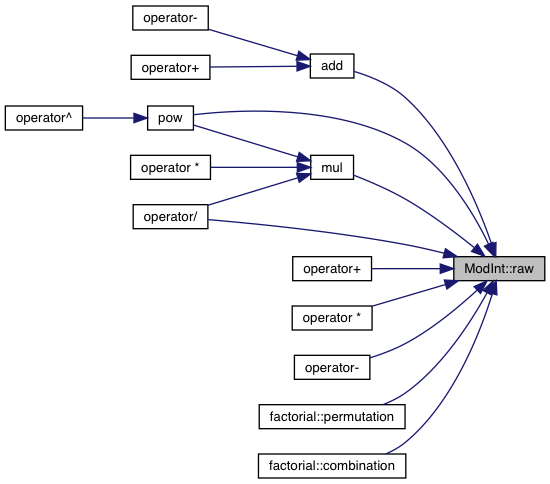 operator-
operator+
add
operator^
pow
operator *
mul
operator/
ModInt::raw
operator+
operator *
operator-
factorial::permutation
factorial::combination